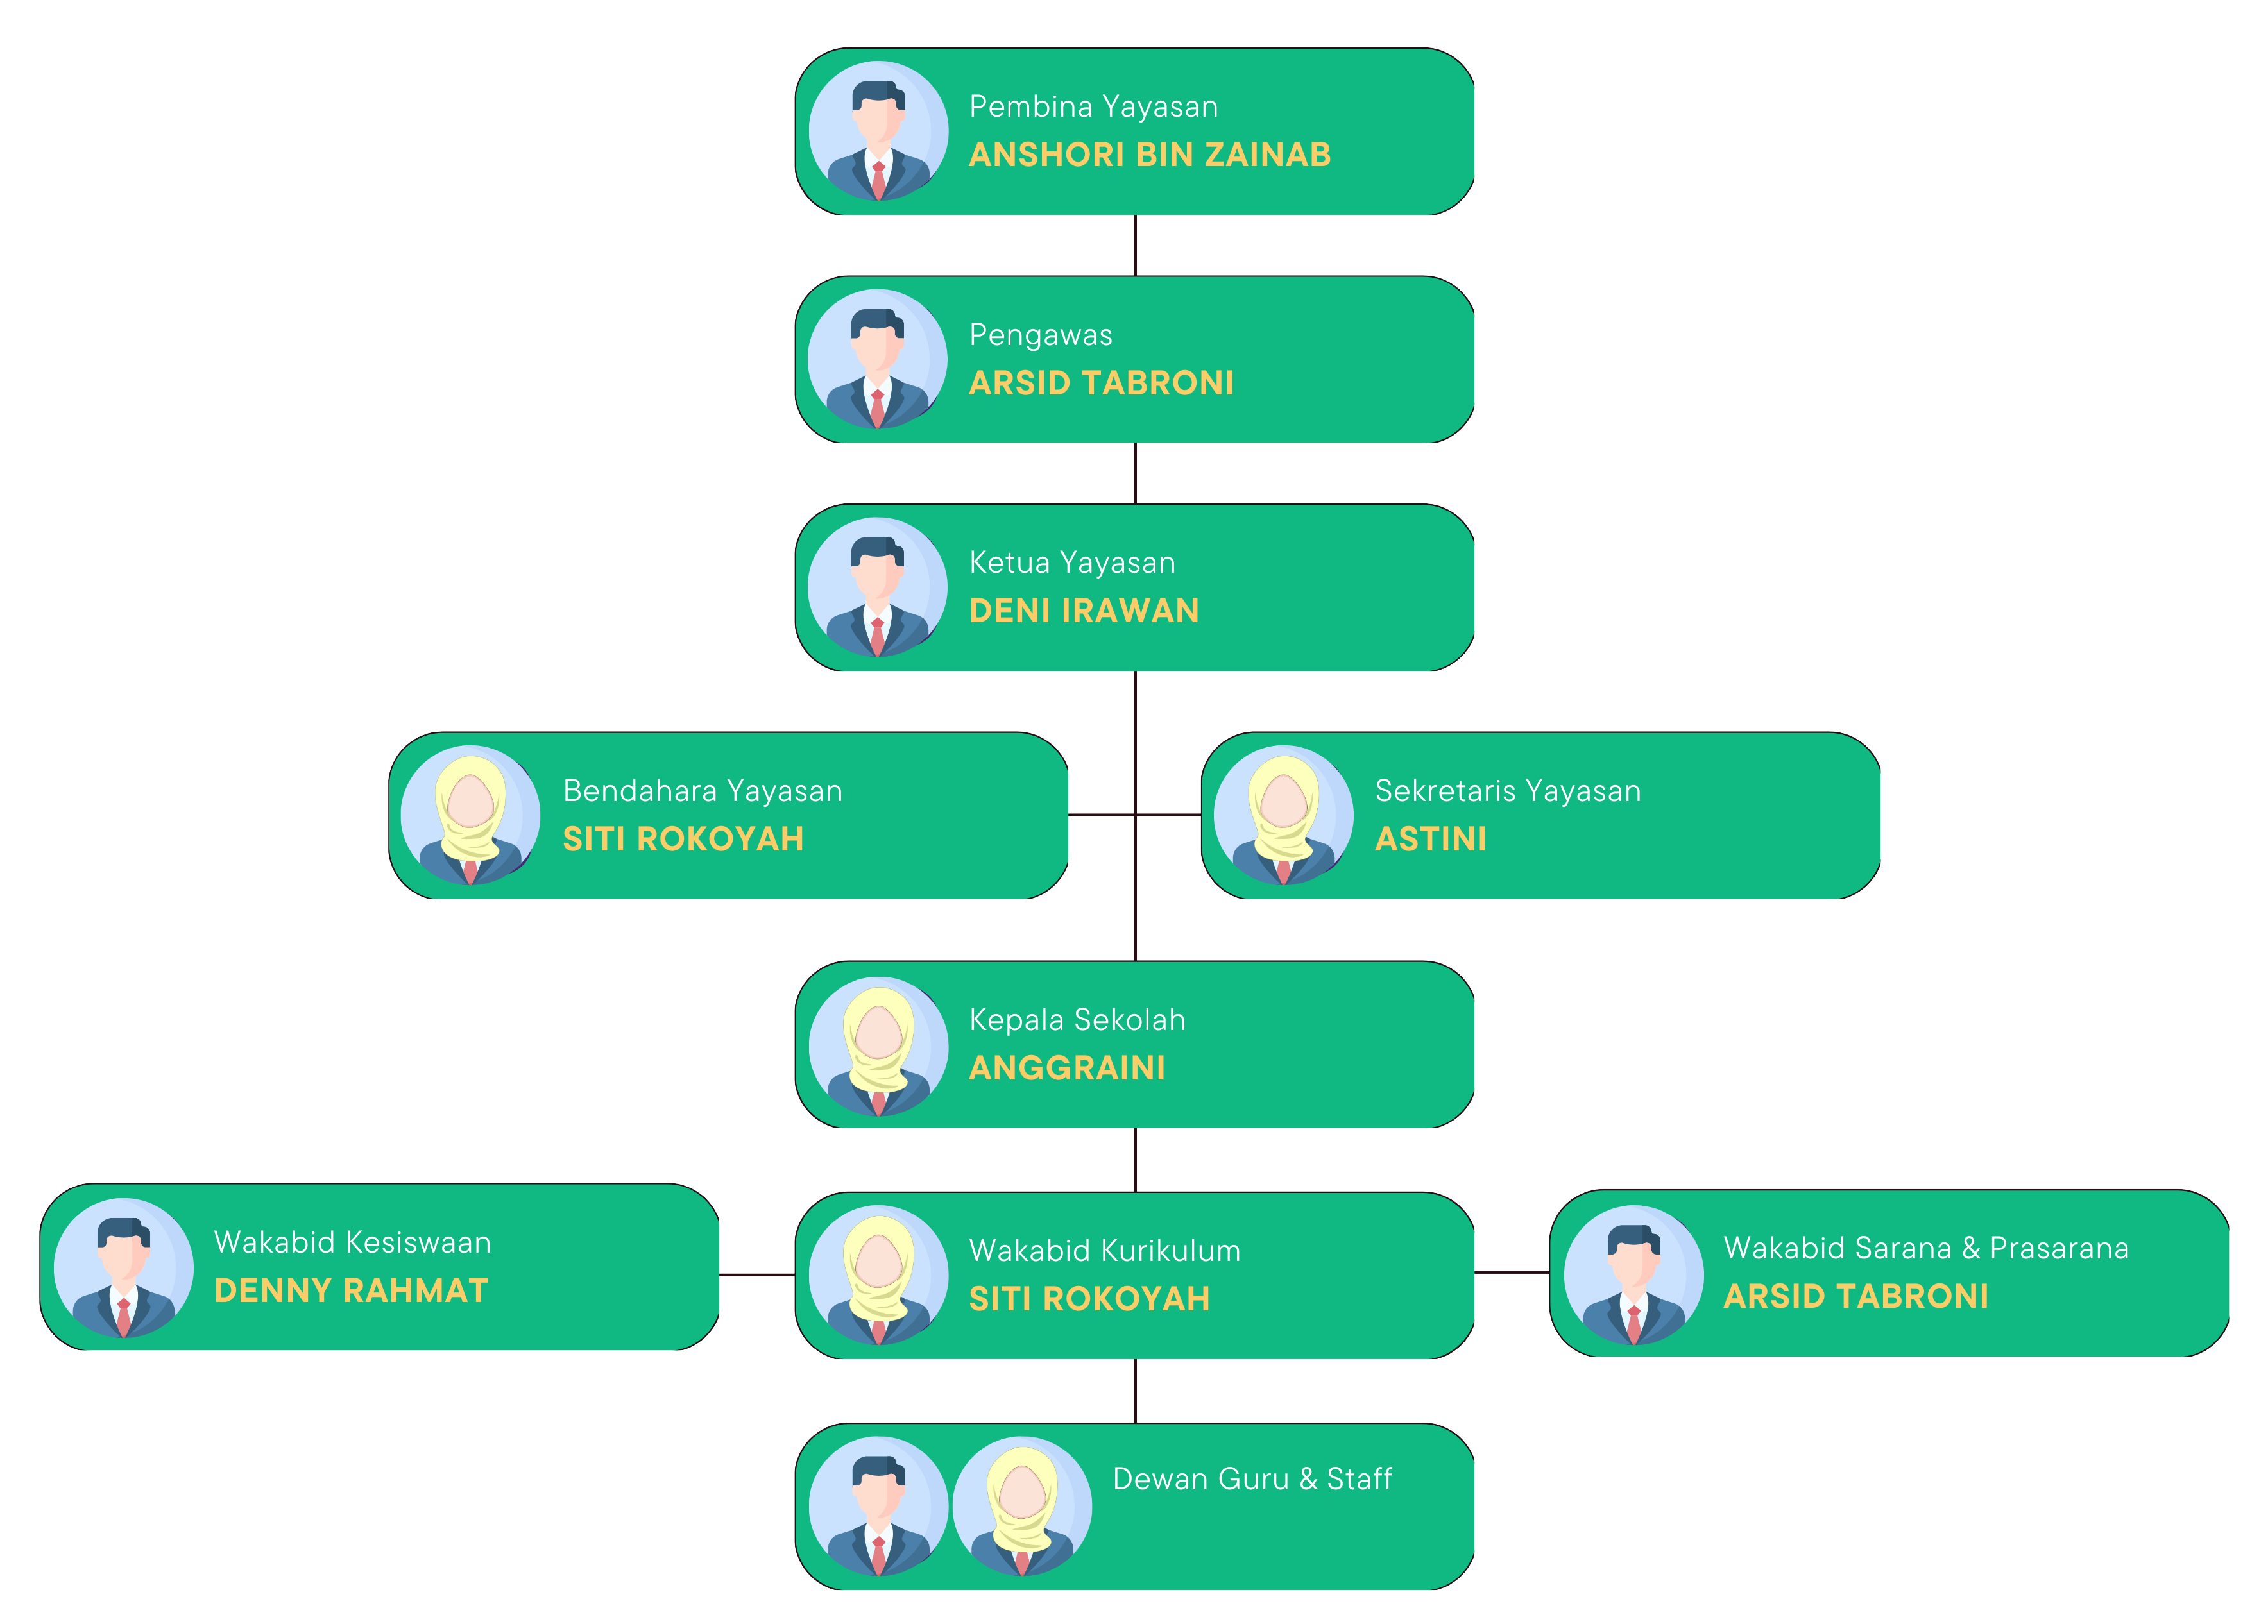 Pembina Yayasan
ANSHORI BIN ZAINAB
Pengawas
ARSID TABRONI
Ketua Yayasan
DENI IRAWAN
Bendahara Yayasan
SITI ROKOYAH
Sekretaris Yayasan
ASTINI
Kepala Sekolah
ANGGRAINI
Wakabid Kesiswaan
DENNY RAHMAT
Wakabid Kurikulum
SITI ROKOYAH
Wakabid Sarana & Prasarana
ARSID TABRONI
Dewan Guru & Staff